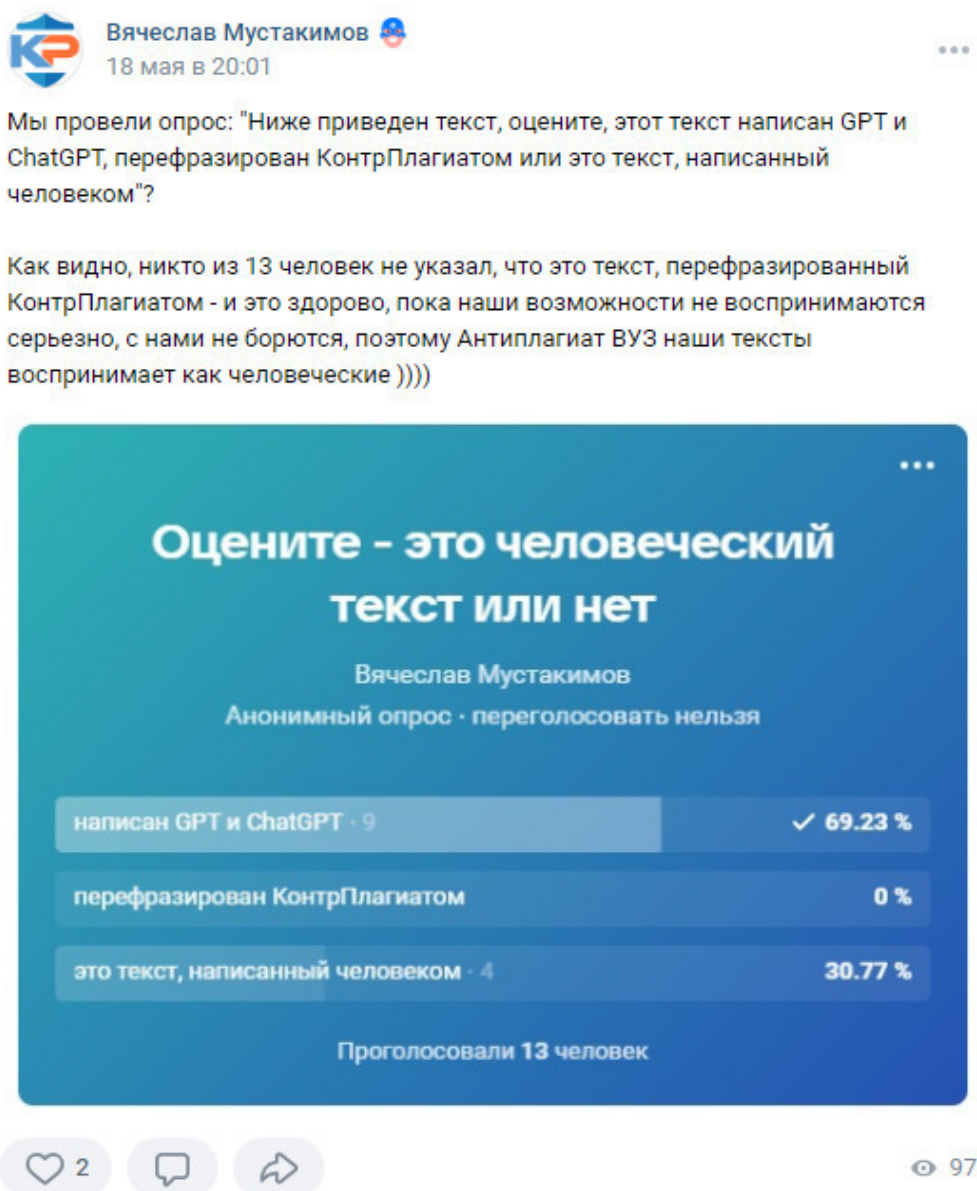 КР
Вячеслав Мустакимов
18 мая в 20:01
Мы провели опрос: "Ниже приведен текст, оцените, этот текст написан GPT и
ChatGPT, перефразирован КонтрПлагиатом или это текст, написанный
человеком"?
Как видно, никто из 13 человек не указал, что это текст, перефразированный
КонтрПлагиатом - и это здорово, пока наши возможности не воспринимаются
серьезно, с нами не борются, поэтому Антиплагиат ВУЗ наши тексты
воспринимает как человеческие ))))
Оцените - это человеческий
текст или нет
Вячеслав Мустакимов
Анонимный опрос · переголосовать нельзя
написан GPT и ChatGPT · 9 69.23 %
перефразирован КонтрПлагиатом 0 %
это текст, написанный человеком · 4 30.77 %
Проголосовали 13 человек
2 97